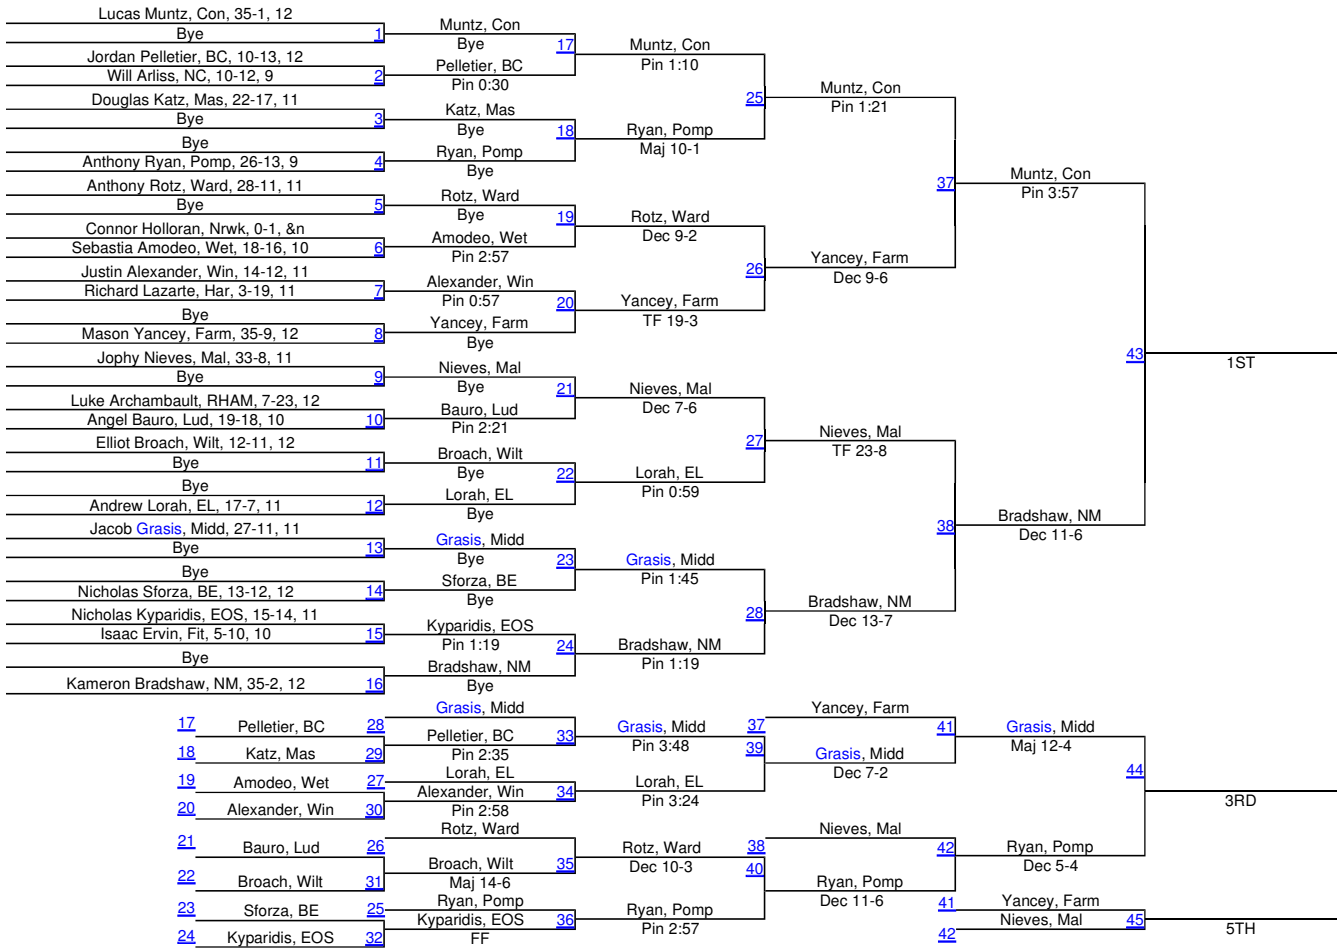 Lucas Muntz, Con, 35-1, 12
Bye
1
Jordan Pelletier, BC, 10-13, 12
Will Arliss, NC, 10-12, 9
2
Douglas Katz, Mas, 22-17, 11
Bye
3
Bye
Anthony Ryan, Pomp, 26-13, 9
4
Anthony Rotz, Ward, 28-11, 11
Bye
5
Connor Holloran, Nrwk, 0-1, &n
Sebastia Amodeo, Wet, 18-16, 10
6
Justin Alexander, Win, 14-12, 11
Richard Lazarte, Har, 3-19, 11
7
Bye
Mason Yancey, Farm, 35-9, 12
8
Jophy Nieves, Mal, 33-8, 11
Bye
9
Luke Archambault, RHAM, 7-23, 12
Angel Bauro, Lud, 19-18, 10
10
Elliot Broach, Wilt, 12-11, 12
Bye
11
Bye
Andrew Lorah, EL, 17-7, 11
12
Jacob Grasis, Midd, 27-11, 11
Bye
13
Bye
Nicholas Sforza, BE, 13-12, 12
14
Nicholas Kyparidis, EOS, 15-14, 11
Isaac Ervin, Fit, 5-10, 10
15
Bye
Kameron Bradshaw, NM, 35-2, 12
16
Muntz, Con
Bye
17
Pelletier, BC
Pin 0:30
Katz, Mas
Bye
18
Ryan, Pomp
Bye
Rotz, Ward
Bye
19
Amodeo, Wet
Pin 2:57
Alexander, Win
Pin 0:57
20
Yancey, Farm
Bye
Nieves, Mal
Bye
21
Bauro, Lud
Pin 2:21
Broach, Wilt
Bye
22
Lorah, EL
Bye
Grasis, Midd
Bye
23
Sforza, BE
Bye
Kyparidis, EOS
Pin 1:19
24
Bradshaw, NM
Bye
Muntz, Con
Pin 1:10
25
Ryan, Pomp
Maj 10-1
Rotz, Ward
Dec 9-2
26
Yancey, Farm
TF 19-3
Nieves, Mal
Dec 7-6
27
Lorah, EL
Pin 0:59
Grasis, Midd
Pin 1:45
28
Bradshaw, NM
Pin 1:19
Muntz, Con
Pin 1:21
37
Yancey, Farm
Dec 9-6
Nieves, Mal
TF 23-8
38
Bradshaw, NM
Dec 13-7
Muntz, Con
Pin 3:57
43
Bradshaw, NM
Dec 11-6
1ST
17
Pelletier, BC
28
18
Katz, Mas
29
19
Amodeo, Wet
27
20
Alexander, Win
30
21
Bauro, Lud
26
22
Broach, Wilt
31
23
Sforza, BE
25
24
Kyparidis, EOS
32
Grasis, Midd
Pelletier, BC
33
Pin 2:35
Lorah, EL
Alexander, Win
34
Pin 2:58
Rotz, Ward
Broach, Wilt
35
Maj 14-6
Ryan, Pomp
Kyparidis, EOS
36
FF
Grasis, Midd
Pin 3:48
37
39
Lorah, EL
Pin 3:24
Rotz, Ward
Dec 10-3
38
40
Ryan, Pomp
Pin 2:57
Yancey, Farm
41
Grasis, Midd
Dec 7-2
Nieves, Mal
42
Ryan, Pomp
Dec 11-6
Grasis, Midd
Maj 12-4
44
Ryan, Pomp
Dec 5-4
3RD
41
Yancey, Farm
Nieves, Mal
45
42
5TH